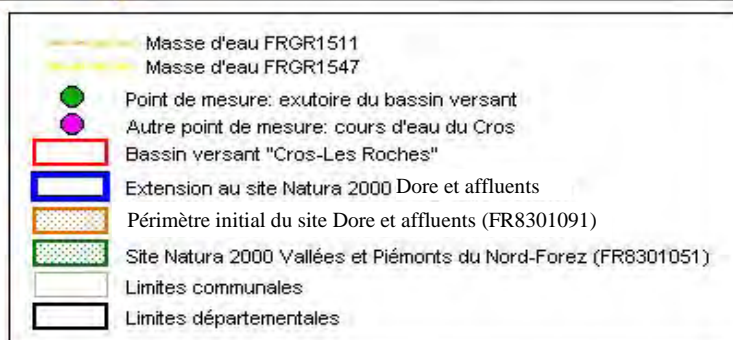 Masse d'eau FRGR1511
Masse d'eau FRGR1547
Point de mesure: exutoire du bassin versant
Autre point de mesure: cours d'eau du Cros
Bassin versant "Cros-Les Roches"
Extension au site Natura 2000 Dore et affluents
Périmètre initial du site Dore et affluents (FR8301091)
Site Natura 2000 Vallées et Piémonts du Nord-Forez (FR8301051)
Limites communales
Limites départementales